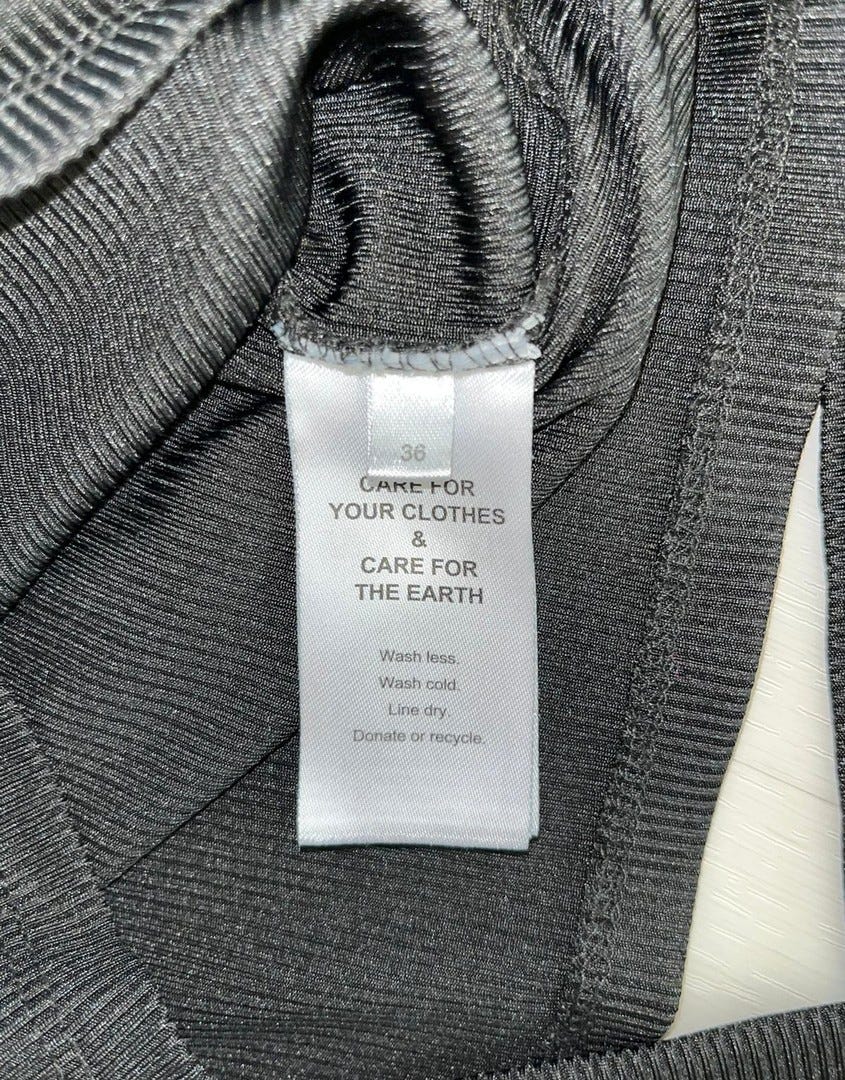 36
CARE FOR
YOUR CLOTHES
&
CARE FOR
THE EARTH
Wash less.
Wash cold.
Line dry.
Donate or recycle.